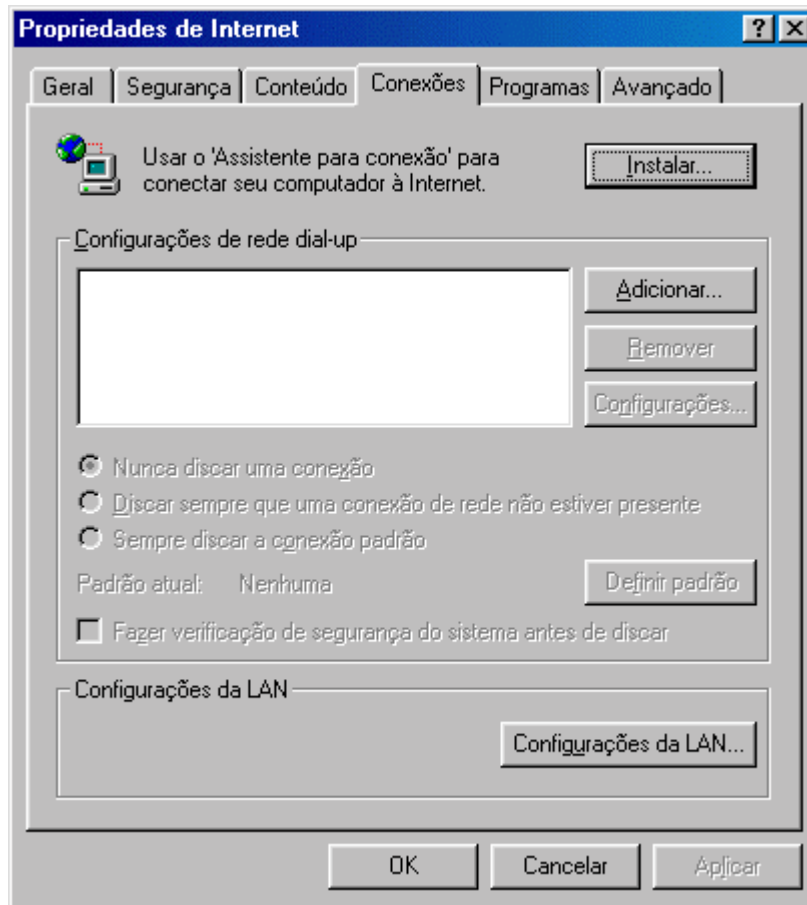 Propriedades de Internet
Geral Segurança Conteúdo Conexões Programas Avançado
Usar o 'Assistente para conexão' para
conectar seu computador à Internet.
Instalar...
Configurações de rede dial-up
Adicionar...
Remover
Configurações...
Nunca discar uma conexão
Discar sempre que uma conexão de rede não estiver presente
Sempre discar a conexão padrão
Padrão atual: Nenhuma
Definir padrão
Fazer verificação de segurança do sistema antes de discar
Configurações da LAN
Configurações da LAN...
OK Cancelar Aplicar